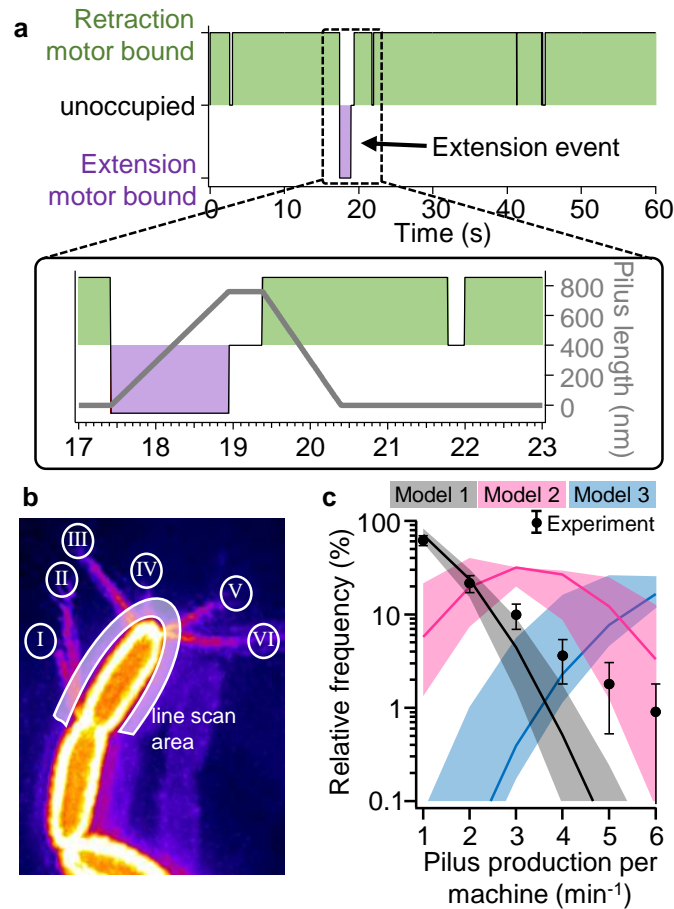 a
Retraction
motor bound
unoccupied
Extension
motor bound
Extension event
0 10 20 30 40 50 60
Time (s)
800
600
400
200
0
Pilus length (nm)
17 18 19 20 21 22 23
b
I
II
III
IV
V
VI
line scan
area
c
Model 1 Model 2 Model 3
Experiment
Relative frequency (%)
100
10
1
0.1
1 2 3 4 5 6
Pilus production per
machine (min⁻¹)